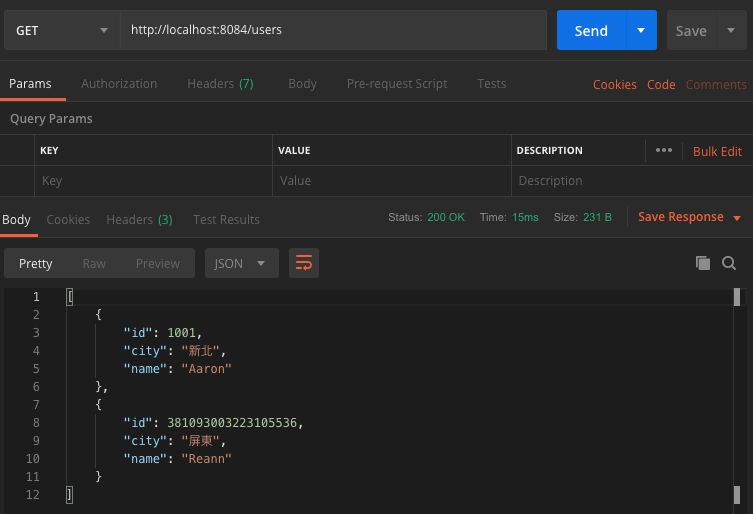 GET http://localhost:8084/users Send Save
Params Authorization Headers (7) Body Pre-request Script Tests Cookies Code Comments
Query Params
KEY VALUE DESCRIPTION ••• Bulk Edit
Key Value Description
Body Cookies Headers (3) Test Results Status: 200 OK Time: 15ms Size: 231 B Save Response
Pretty Raw Preview JSON
1 [
2 {
3 "id": 1001,
4 "city": "新北",
5 "name": "Aaron"
6 },
7 {
8 "id": 381093003223105536,
9 "city": "屏東",
10 "name": "Reann"
11 }
12 ]